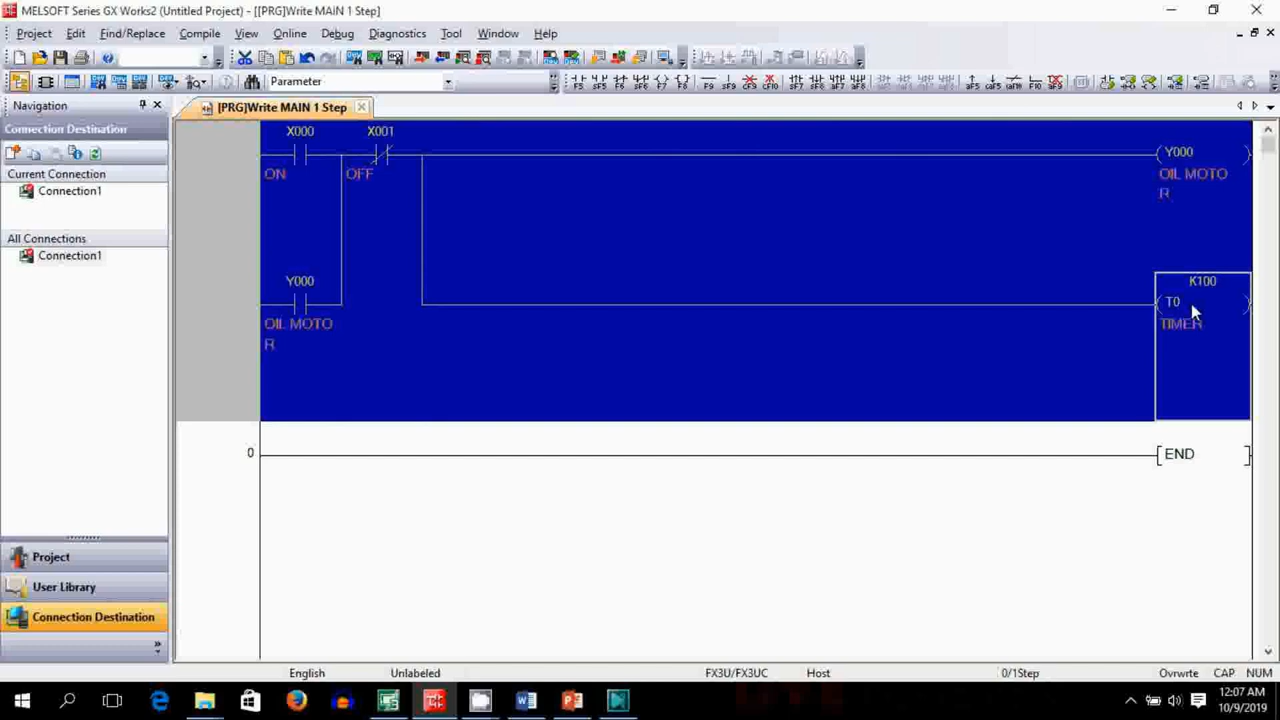 MELSOFT Series GX Works2 (Untitled Project) - [[PRG]Write MAIN 1 Step]
Project Edit Find/Replace Compile View Online Debug Diagnostics Tool Window Help
Parameter
Navigation
[PRG]Write MAIN 1 Step
Connection Destination
Current Connection
Connection1
All Connections
Connection1
Project
User Library
Connection Destination
X000 X001
Y000
ON OFF
OIL MOTO
R
Y000
K100
T0
OIL MOTO
R
TIMER
0
END
English Unlabeled FX3U/FX3UC Host 0/1Step Ovrwrte CAP NUM
12:07 AM
10/9/2019